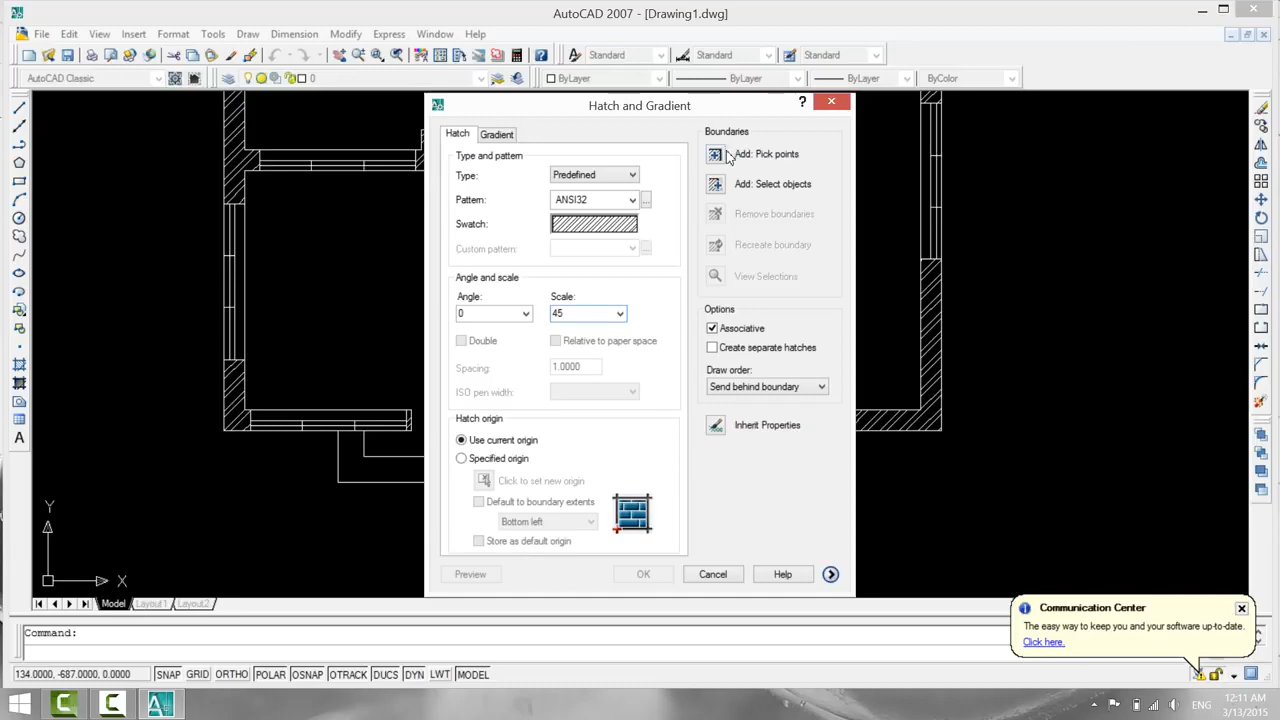 AutoCAD 2007 - [Drawing1.dwg]
File Edit View Insert Format Tools Draw Dimension Modify Express Window Help
Standard Standard Standard
AutoCAD Classic 0 ByLayer ByLayer ByLayer ByColor
Hatch and Gradient
Hatch Gradient
Type and pattern
Type: Predefined
Pattern: ANSI32 ...
Swatch:
Custom pattern: ...
Angle and scale
Angle: Scale:
0 45
Double Relative to paper space
Spacing: 1.0000
ISO pen width:
Hatch origin
Use current origin
Specified origin
Click to set new origin
Default to boundary extents
Bottom left
Store as default origin
Boundaries
Add: Pick points
Add: Select objects
Remove boundaries
Recreate boundary
View Selections
Options
Associative
Create separate hatches
Draw order:
Send behind boundary
Inherit Properties
Preview OK Cancel Help
Y
X
Model Layout1 Layout2
Communication Center
The easy way to keep you and your software up-to-date.
Click here.
Command:
134.0000, -687.0000, 0.0000 SNAP GRID ORTHO POLAR OSNAP OTRACK DUCS DYN LWT MODEL
ENG
12:11 AM
3/13/2015